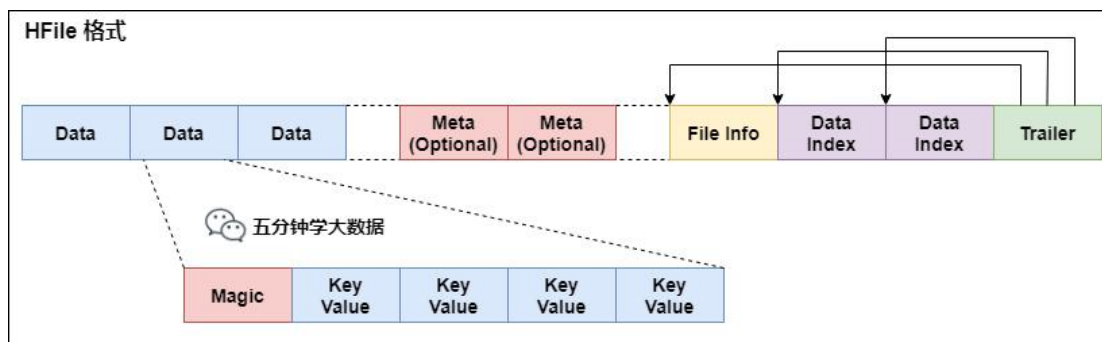 HFile 格式
Data
Data
Data
Meta
(Optional)
Meta
(Optional)
File Info
Data
Index
Data
Index
Trailer
五分钟学大数据
Magic
Key
Value
Key
Value
Key
Value
Key
Value